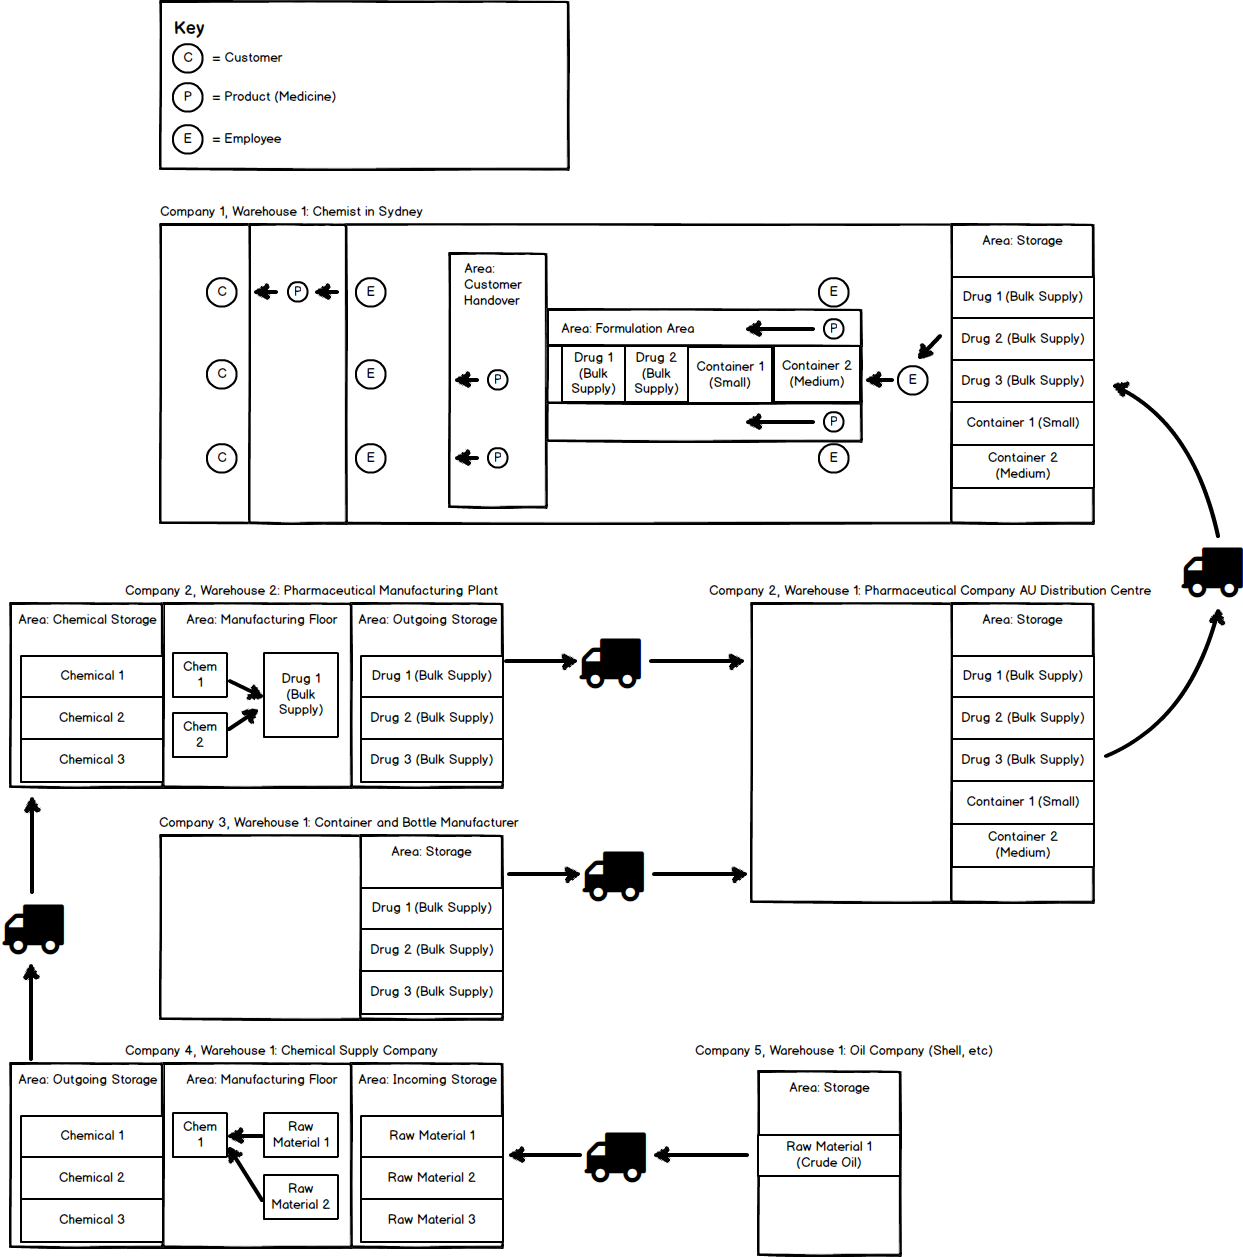 Key
C = Customer
P = Product (Medicine)
E = Employee
Company 1, Warehouse 1: Chemist in Sydney
Area: Storage
Drug 1 (Bulk Supply)
Drug 2 (Bulk Supply)
Drug 3 (Bulk Supply)
Container 1 (Small)
Container 2
(Medium)
Area:
Customer
Handover
Area: Formulation Area
Drug 1
(Bulk
Supply)
Drug 2
(Bulk
Supply)
Container 1
(Small)
Container 2
(Medium)
C
P
E
E
P
C
E
P
E
P
C
E
P
E
Company 2, Warehouse 2: Pharmaceutical Manufacturing Plant
Area: Chemical Storage
Chemical 1
Chemical 2
Chemical 3
Area: Manufacturing Floor
Chem
1
Chem
2
Drug 1
(Bulk
Supply)
Area: Outgoing Storage
Drug 1 (Bulk Supply)
Drug 2 (Bulk Supply)
Drug 3 (Bulk Supply)
Company 2, Warehouse 1: Pharmaceutical Company AU Distribution Centre
Area: Storage
Drug 1 (Bulk Supply)
Drug 2 (Bulk Supply)
Drug 3 (Bulk Supply)
Container 1 (Small)
Container 2
(Medium)
Company 3, Warehouse 1: Container and Bottle Manufacturer
Area: Storage
Drug 1 (Bulk Supply)
Drug 2 (Bulk Supply)
Drug 3 (Bulk Supply)
Company 4, Warehouse 1: Chemical Supply Company
Area: Outgoing Storage
Chemical 1
Chemical 2
Chemical 3
Area: Manufacturing Floor
Chem
1
Raw
Material 1
Raw
Material 2
Area: Incoming Storage
Raw Material 1
Raw Material 2
Raw Material 3
Company 5, Warehouse 1: Oil Company (Shell, etc)
Area: Storage
Raw Material 1
(Crude Oil)